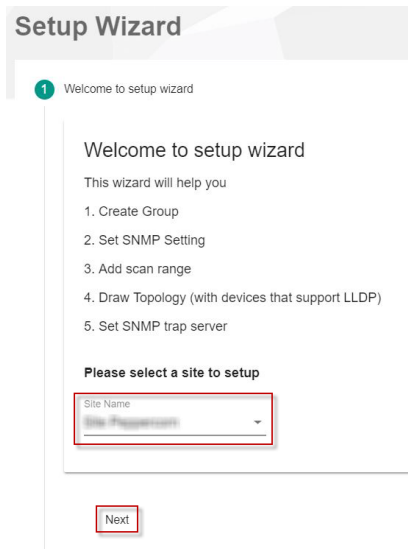 Setup Wizard
1 Welcome to setup wizard
Welcome to setup wizard
This wizard will help you
1. Create Group
2. Set SNMP Setting
3. Add scan range
4. Draw Topology (with devices that support LLDP)
5. Set SNMP trap server
Please select a site to setup
Site Name
Next